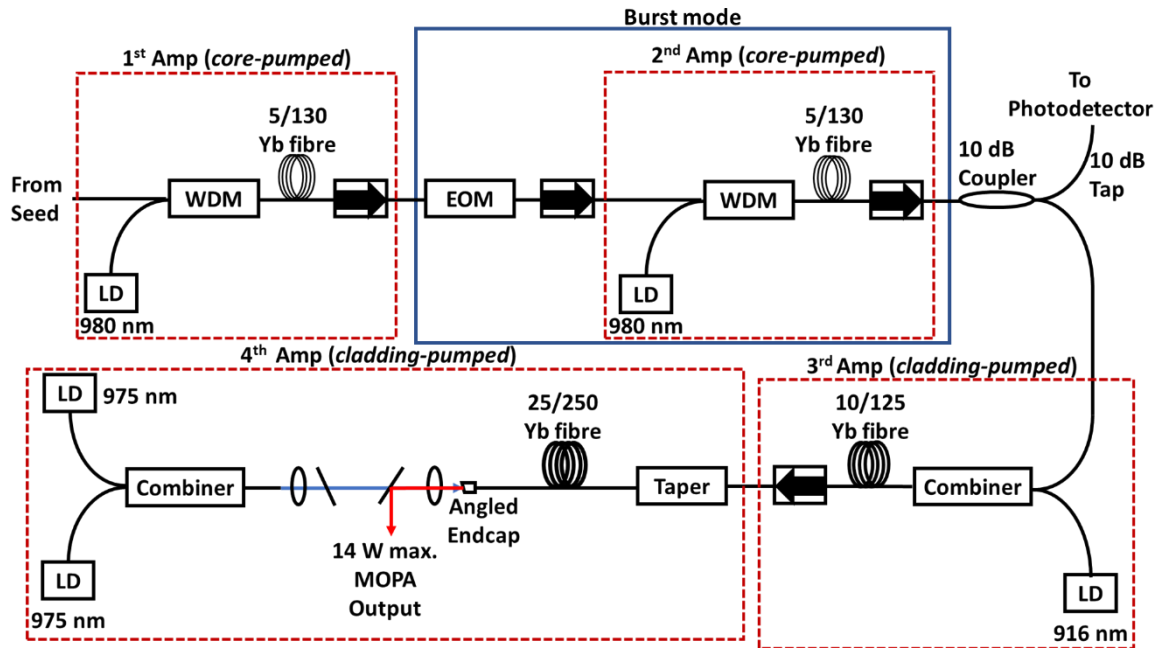 Burst mode
1st Amp (core-pumped)
2nd Amp (core-pumped)
5/130
Yb fibre
5/130
Yb fibre
To
Photodetector
10 dB
Coupler
10 dB
Tap
From
Seed
WDM
EOM
WDM
LD
980 nm
LD
980 nm
4th Amp (cladding-pumped)
3rd Amp (cladding-pumped)
LD
975 nm
25/250
Yb fibre
10/125
Yb fibre
Combiner
Taper
Combiner
Angled
Endcap
14 W max.
MOPA
Output
LD
975 nm
LD
916 nm